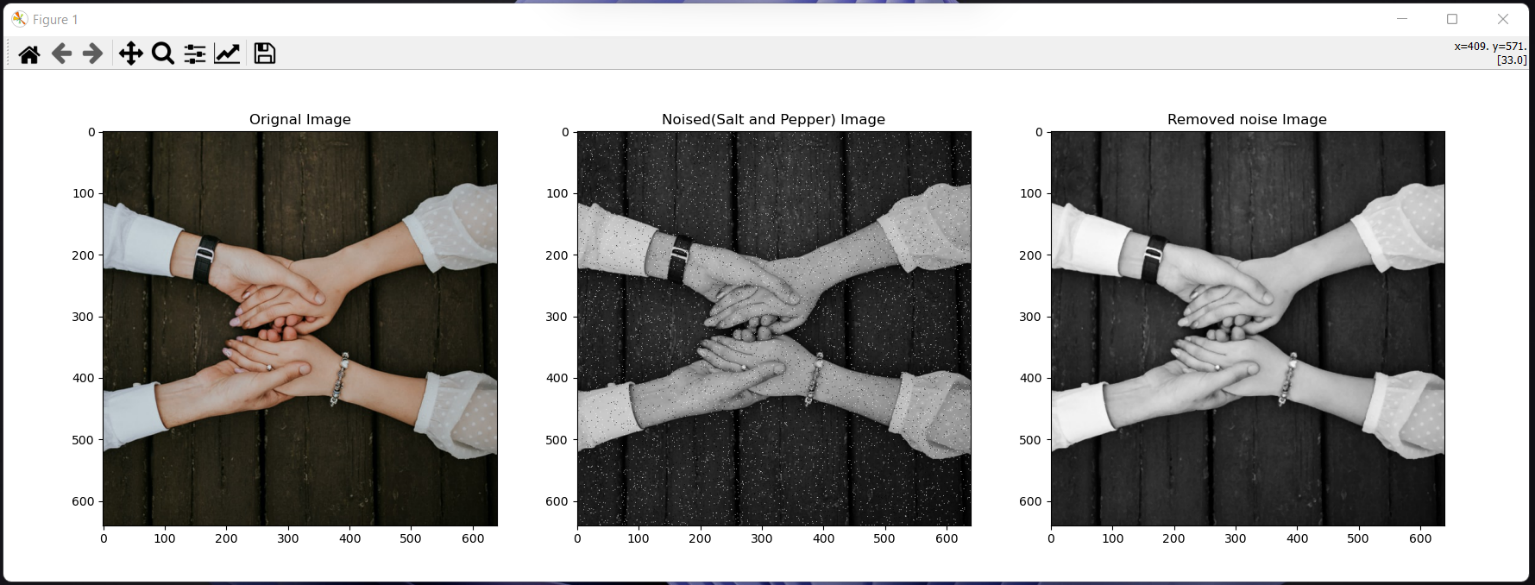 Figure 1
x=409. y=571.
[33.0]
Orignal Image
Noised(Salt and Pepper) Image
Removed noise Image
0
100
200
300
400
500
600
0 100 200 300 400 500 600
0
100
200
300
400
500
600
0 100 200 300 400 500 600
0
100
200
300
400
500
600
0 100 200 300 400 500 600